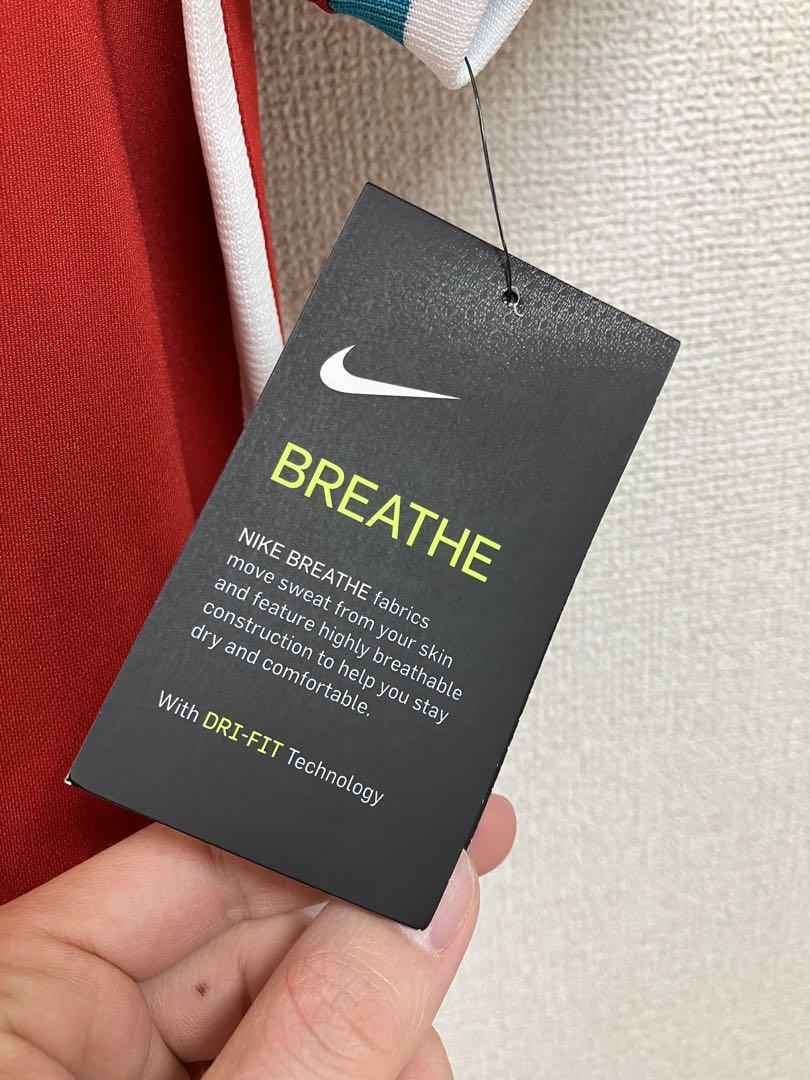 BREATHE
NIKE BREATHE fabrics
move sweat from your skin
and feature highly breathable
construction to help you stay
dry and comfortable.
With DRI-FIT Technology